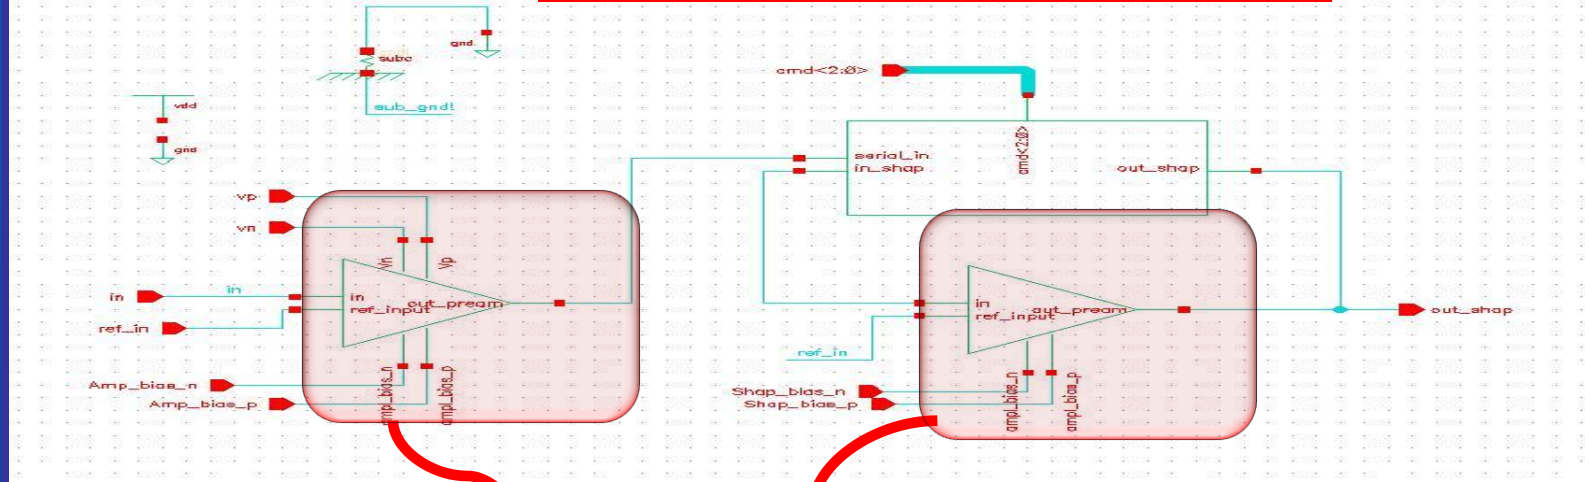 gnd
subc
sub_gnd!
vdd
gnd
cmd<2:0>
cmd<2:0>
serial_in
in_shap
out_shap
vp
vn
vn
vp
in
in
in
ref_input
out_pream
ref_in
Amp_bias_n
Amp_bias_p
ampl_bias_n
ampl_bias_p
in
ref_input
out_pream
out_shap
ref_in
Shap_bias_n
Shap_bias_p
ampl_bias_n
ampl_bias_p